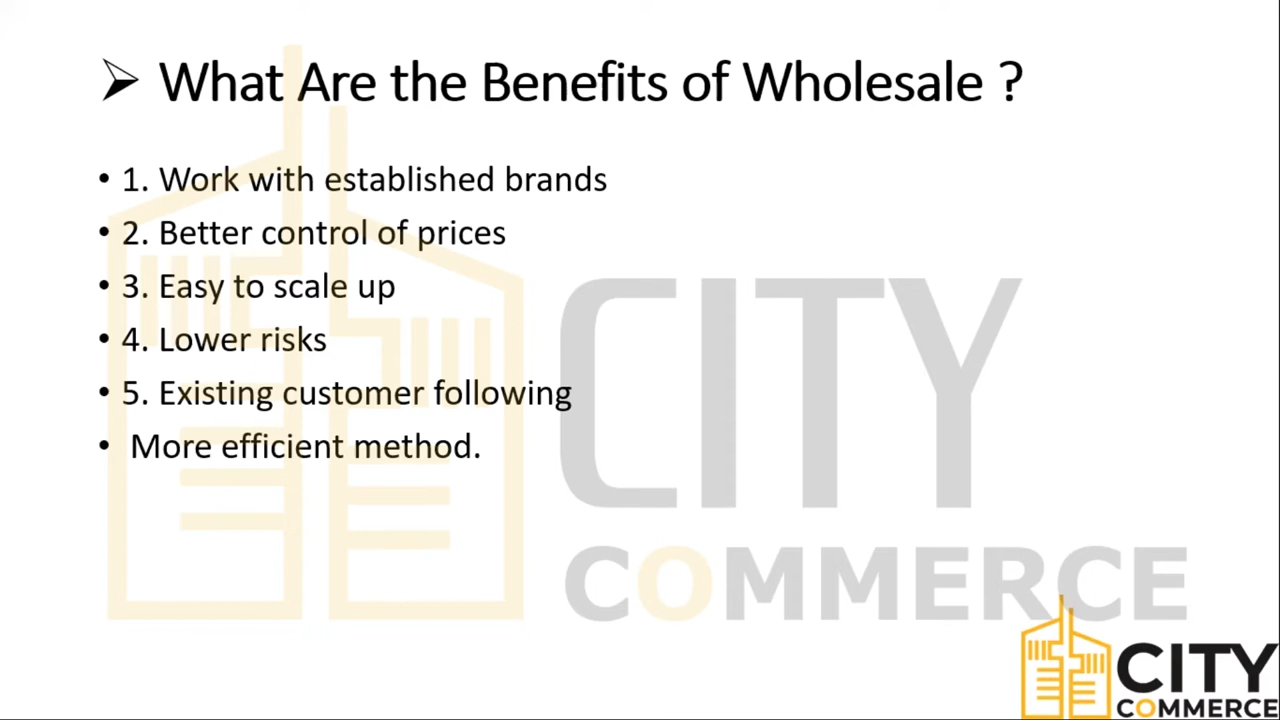 ➢ What Are the Benefits of Wholesale ?
• 1. Work with established brands
• 2. Better control of prices
• 3. Easy to scale up
• 4. Lower risks
• 5. Existing customer following
• More efficient method.
CITY
COMMERCE
CITY
COMMERCE